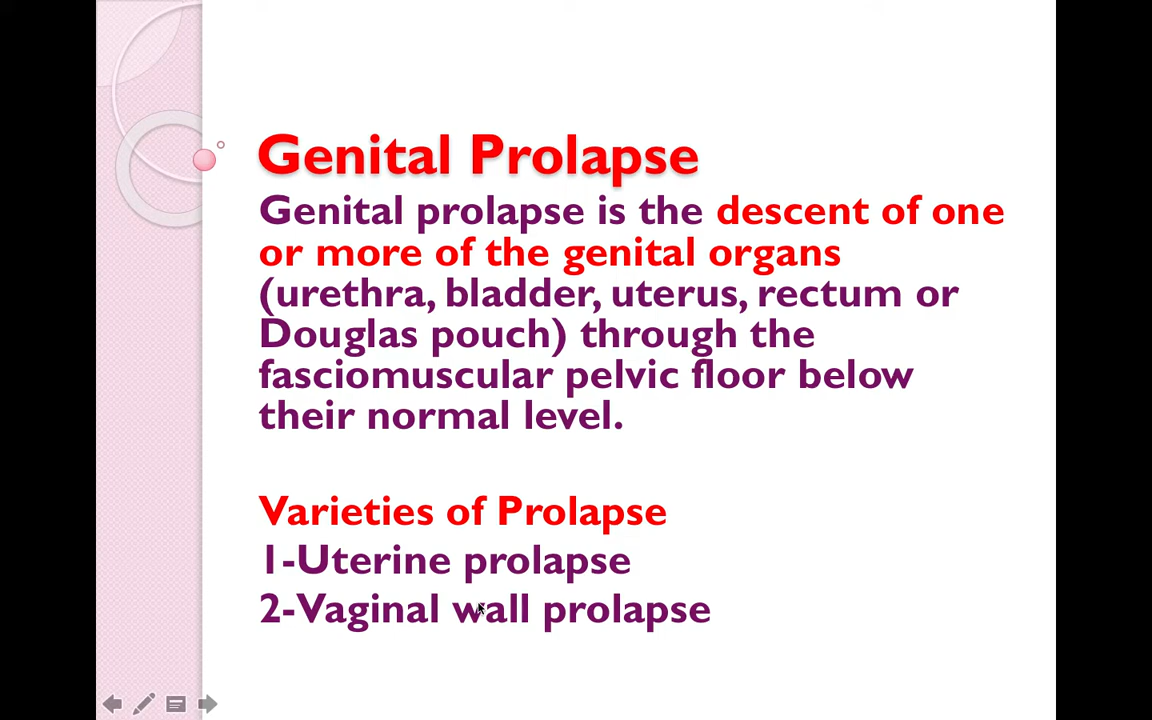 Genital Prolapse
Genital prolapse is the descent of one
or more of the genital organs
(urethra, bladder, uterus, rectum or
Douglas pouch) through the
fasciomuscular pelvic floor below
their normal level.
Varieties of Prolapse
1-Uterine prolapse
2-Vaginal wall prolapse